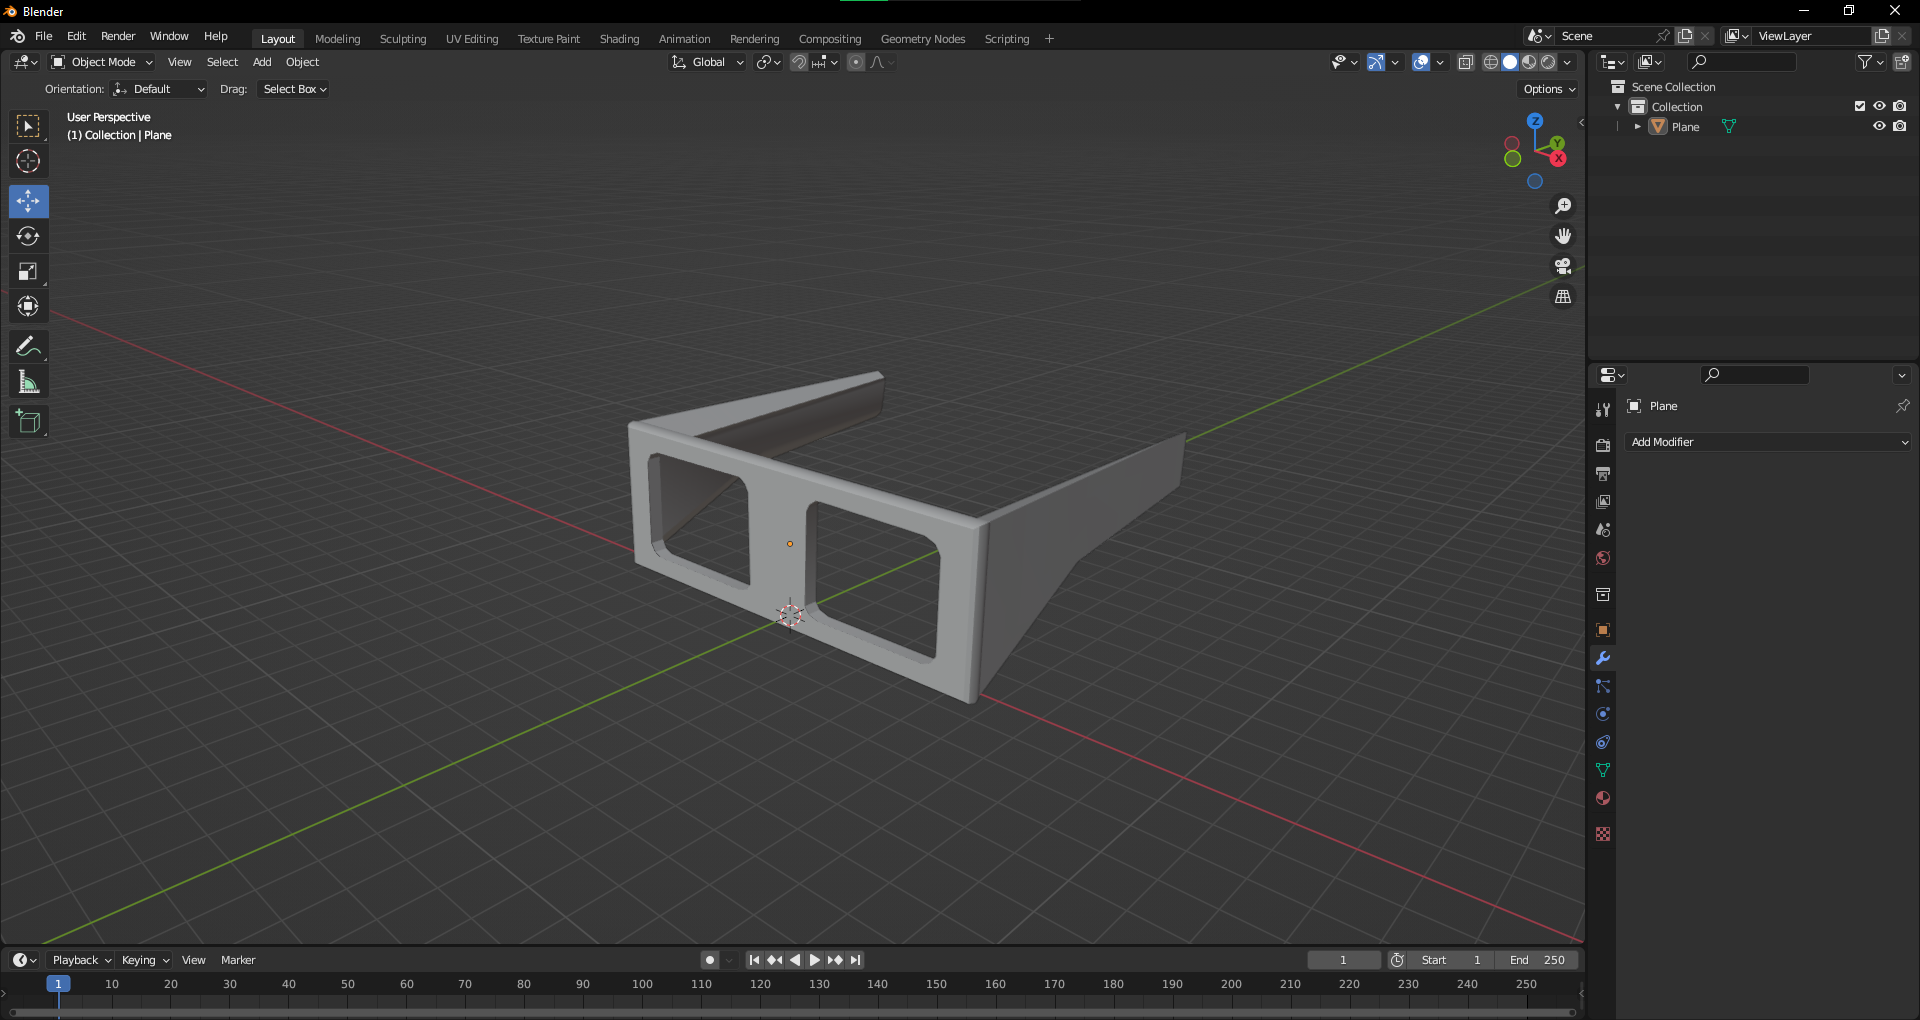 Blender
File Edit Render Window Help Layout Modeling Sculpting UV Editing Texture Paint Shading Animation Rendering Compositing Geometry Nodes Scripting + Scene ViewLayer
Object Mode View Select Add Object Global
Orientation: Default Drag: Select Box Options
User Perspective
(1) Collection | Plane
Z
Y
X
Scene Collection
Collection
Plane
Plane
Add Modifier
Playback Keying View Marker 1 Start 1 End 250
1 10 20 30 40 50 60 70 80 90 100 110 120 130 140 150 160 170 180 190 200 210 220 230 240 250